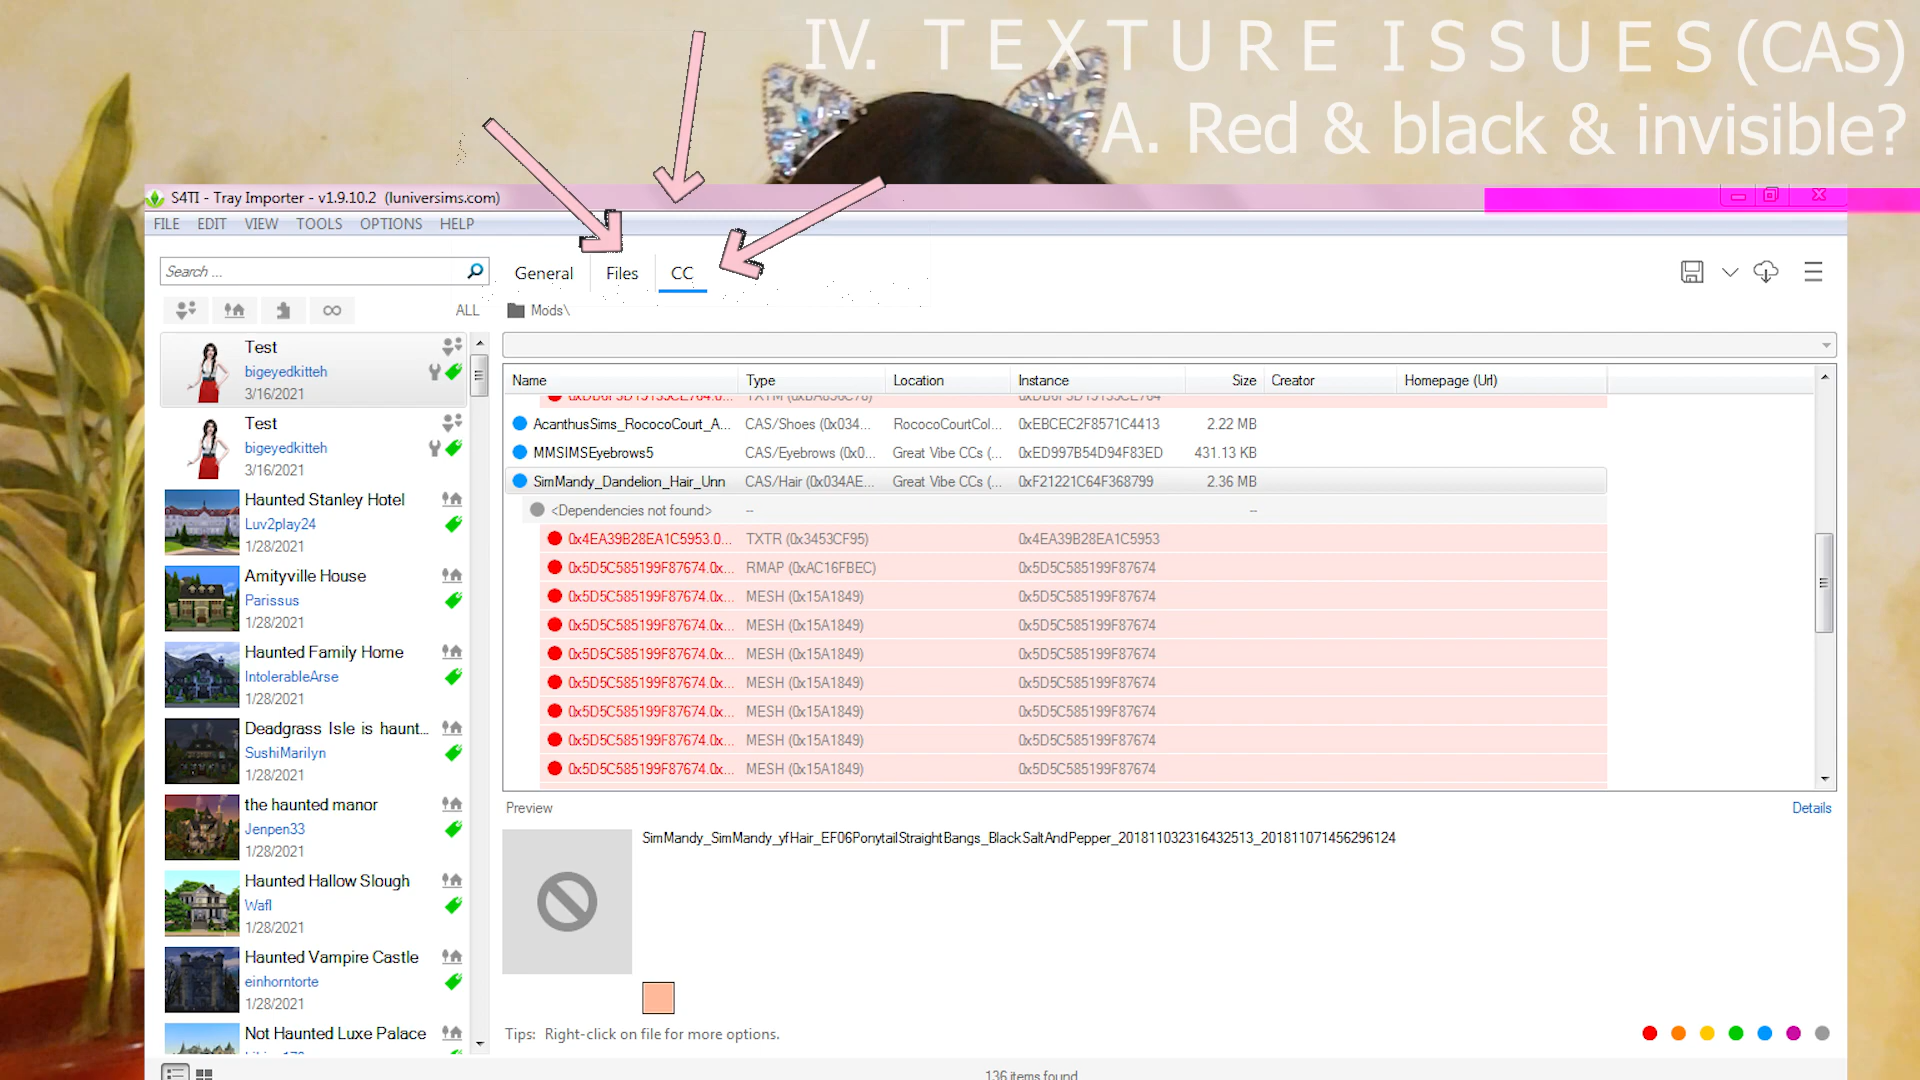 IV. TEXTURE ISSUES (CAS)
A. Red & black & invisible?
S4TI - Tray Importer - v1.9.10.2 (luniversims.com)
FILE EDIT VIEW TOOLS OPTIONS HELP
Search ...
General Files CC
ALL
Mods\
Test
bigeyedkitteh
3/16/2021
Test
bigeyedkitteh
3/16/2021
Haunted Stanley Hotel
Luv2play24
1/28/2021
Amityville House
Parissus
1/28/2021
Haunted Family Home
IntolerableArse
1/28/2021
Deadgrass Isle is haunt...
SushiMarilyn
1/28/2021
the haunted manor
Jenpen33
1/28/2021
Haunted Hallow Slough
Wafl
1/28/2021
Haunted Vampire Castle
einhorntorte
1/28/2021
Not Haunted Luxe Palace
Name Type Location Instance Size Creator Homepage (Url)
AcanthusSims_RococoCourt_A... CAS/Shoes (0x034... RococoCourtCol... 0xEBCEC2F8571C4413 2.22 MB
MMSIMSEyebrows5 CAS/Eyebrows (0x0... Great Vibe CCs (... 0xED997B54D94F83ED 431.13 KB
SimMandy_Dandelion_Hair_Unn CAS/Hair (0x034AE... Great Vibe CCs (... 0xF21221C64F368799 2.36 MB
<Dependencies not found> -- --
0x4EA39B28EA1C5953.0... TXTR (0x3453CF95) 0x4EA39B28EA1C5953
0x5D5C585199F87674.0x... RMAP (0xAC16FBEC) 0x5D5C585199F87674
0x5D5C585199F87674.0x... MESH (0x15A1849) 0x5D5C585199F87674
0x5D5C585199F87674.0x... MESH (0x15A1849) 0x5D5C585199F87674
0x5D5C585199F87674.0x... MESH (0x15A1849) 0x5D5C585199F87674
0x5D5C585199F87674.0x... MESH (0x15A1849) 0x5D5C585199F87674
0x5D5C585199F87674.0x... MESH (0x15A1849) 0x5D5C585199F87674
0x5D5C585199F87674.0x... MESH (0x15A1849) 0x5D5C585199F87674
0x5D5C585199F87674.0x... MESH (0x15A1849) 0x5D5C585199F87674
Preview Details
SimMandy_SimMandy_yfHair_EF06PonytailStraightBangs_BlackSaltAndPepper_201811032316432513_201811071456296124
Tips: Right-click on file for more options.
136 items found